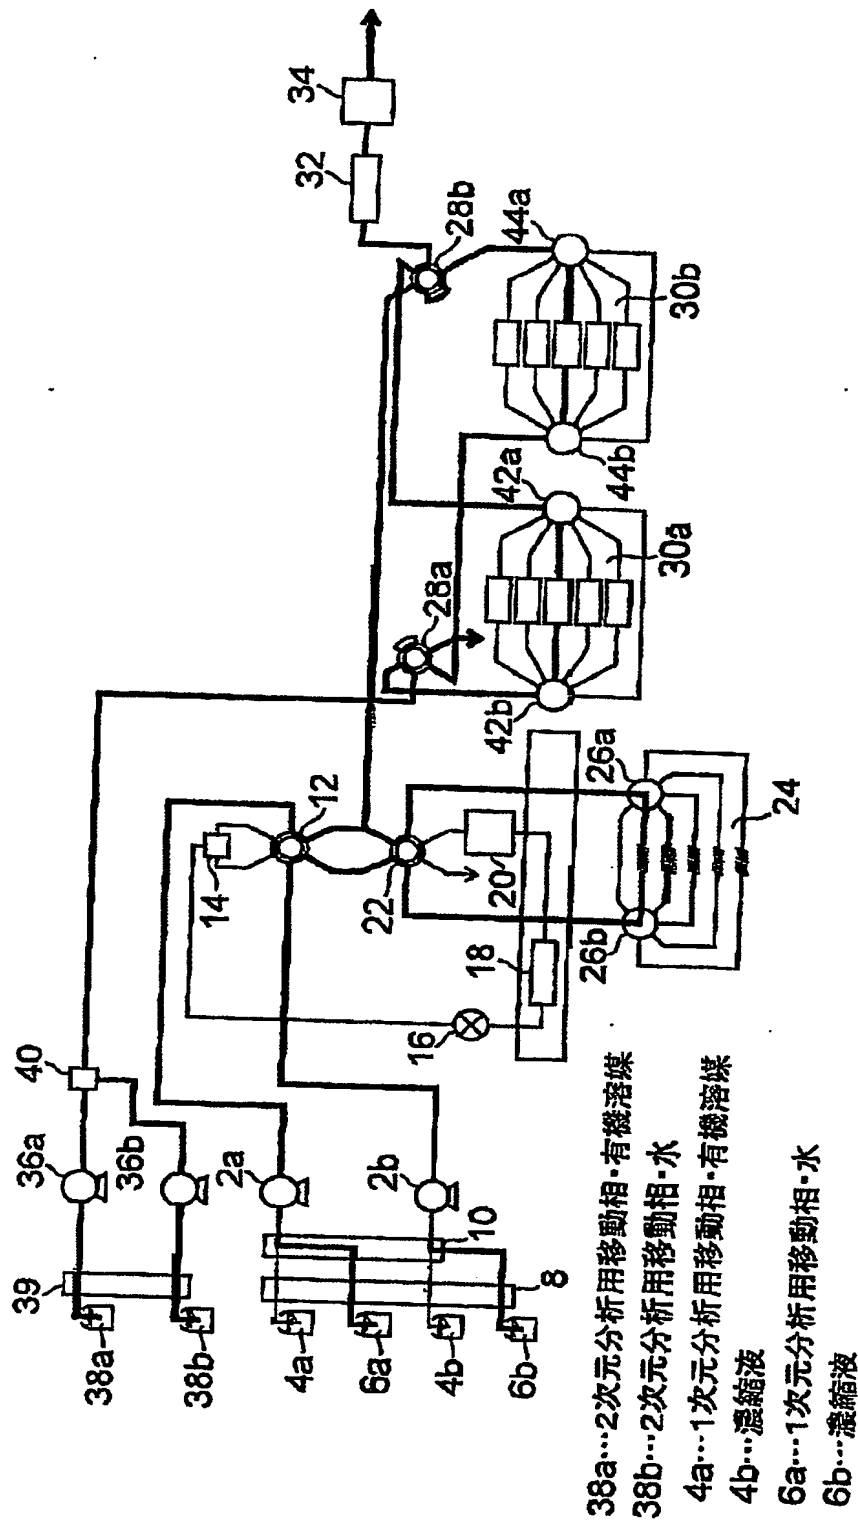 39 36a 40
38a 36b
38b 2a 14
4a 12 32 34
6a 2b 22
4b 16 28a 28b
10 18 20
6b 42b 42a 44a
8
26b 26a 44b
30a 30b
24
38a…2次元分析用移動相・有機溶媒
38b…2次元分析用移動相・水
4a…1次元分析用移動相・有機溶媒
4b…濃縮液
6a…1次元分析用移動相・水
6b…濃縮液